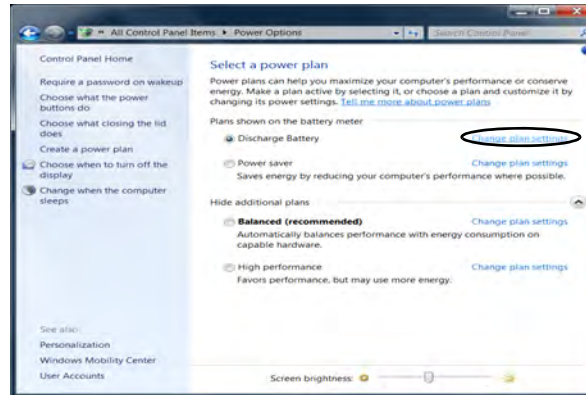 All Control Panel Items ▸ Power Options
Search Control Panel
Control Panel Home
Require a password on wakeup
Choose what the power
buttons do
Choose what closing the lid
does
Create a power plan
Choose when to turn off the
display
Change when the computer
sleeps
See also
Personalization
Windows Mobility Center
User Accounts
Select a power plan
Power plans can help you maximize your computer's performance or conserve
energy. Make a plan active by selecting it, or choose a plan and customize it by
changing its power settings. Tell me more about power plans
Plans shown on the battery meter
Discharge Battery Change plan settings
Power saver Change plan settings
Saves energy by reducing your computer's performance where possible.
Hide additional plans
Balanced (recommended) Change plan settings
Automatically balances performance with energy consumption on
capable hardware.
High performance Change plan settings
Favors performance, but may use more energy.
Screen brightness: